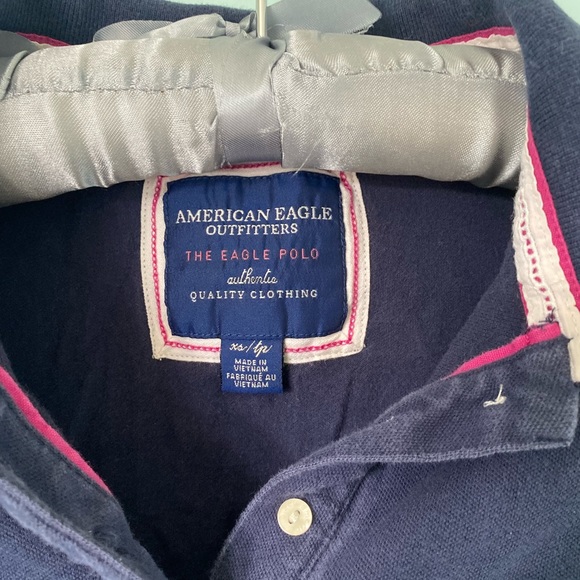 AMERICAN EAGLE
OUTFITTERS
THE EAGLE POLO
authentic
QUALITY CLOTHING
xs/tp
MADE IN
VIETNAM
FABRIQUÉ AU
VIETNAM